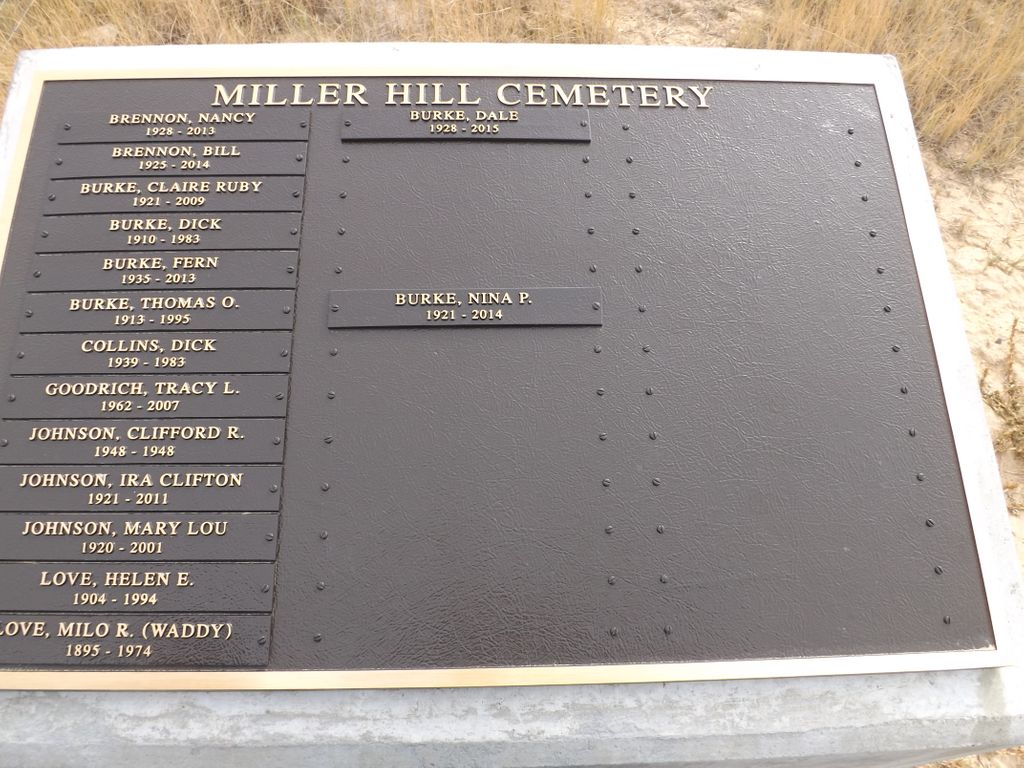 MILLER HILL CEMETERY
BRENNON, NANCY
1928 - 2013
BRENNON, BILL
1925 - 2014
BURKE, CLAIRE RUBY
1921 - 2009
BURKE, DICK
1910 - 1983
BURKE, FERN
1935 - 2013
BURKE, THOMAS O.
1913 - 1995
COLLINS, DICK
1939 - 1983
GOODRICH, TRACY L.
1962 - 2007
JOHNSON, CLIFFORD R.
1948 - 1948
JOHNSON, IRA CLIFTON
1921 - 2011
JOHNSON, MARY LOU
1920 - 2001
LOVE, HELEN E.
1904 - 1994
LOVE, MILO R. (WADDY)
1895 - 1974
BURKE, DALE
1928 - 2015
BURKE, NINA P.
1921 - 2014